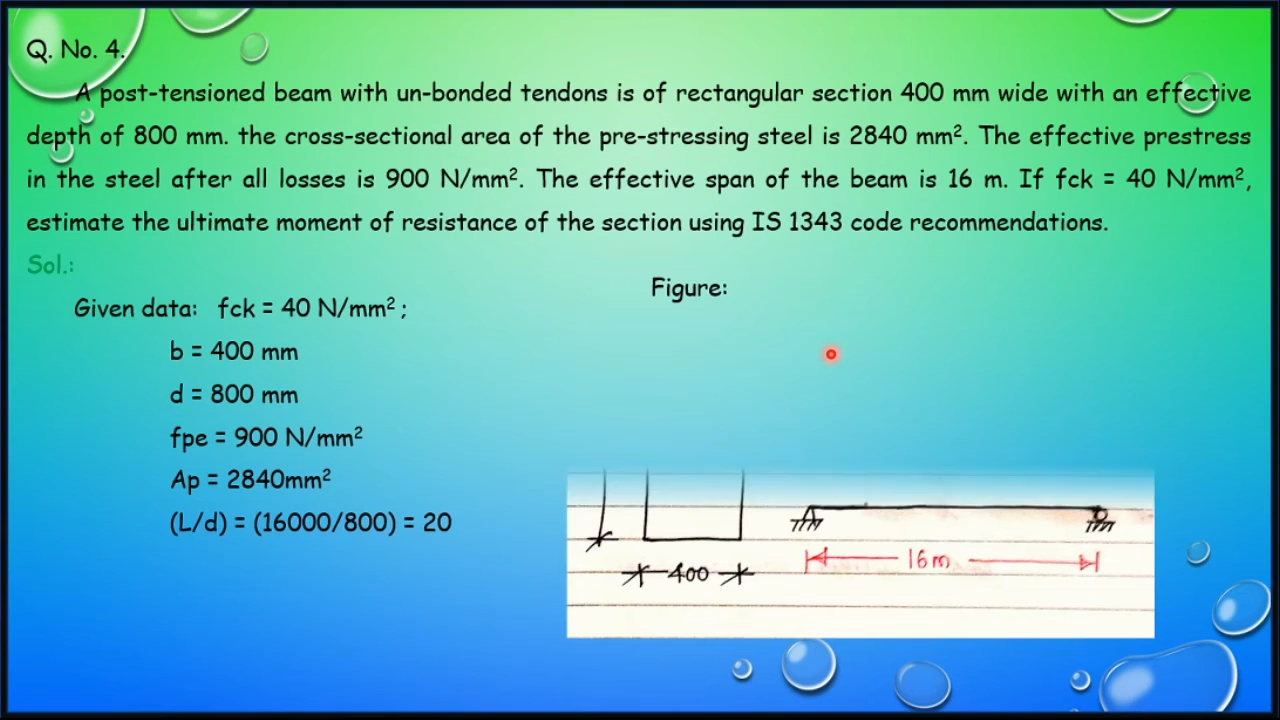 Q. No. 4.
A post-tensioned beam with un-bonded tendons is of rectangular section 400 mm wide with an effective
depth of 800 mm. the cross-sectional area of the pre-stressing steel is 2840 mm². The effective prestress
in the steel after all losses is 900 N/mm². The effective span of the beam is 16 m. If fck = 40 N/mm²,
estimate the ultimate moment of resistance of the section using IS 1343 code recommendations.
Sol.:
Figure:
Given data: fck = 40 N/mm² ;
b = 400 mm
d = 800 mm
fpe = 900 N/mm²
Ap = 2840mm²
(L/d) = (16000/800) = 20
400
16m